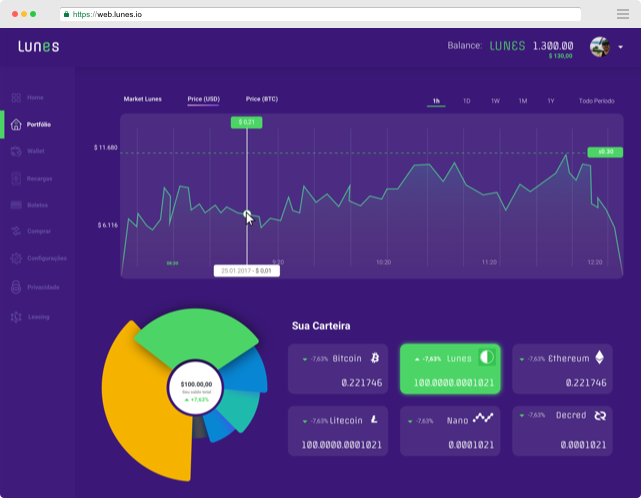 https://web.lunes.io
LUNES
Balance: LUNES 1.300.00
$ 130,00
Home
Portfólio
Wallet
Recargas
Boletos
Comprar
Configurações
Privacidade
Leasing
Market Lunes Price (USD) Price (BTC)
1h 1D 1W 1M 1Y Todo Período
$ 0,21
$ 11.680
$ 6.116
9:20 10:20 11:20 12:20
25.01.2017 - $ 0,01
$100.00,00
Seu saldo total
+7,63%
Sua Carteira
-7,63% Bitcoin
0.221746
-7,63% Lunes
100.0000.0001021
-7,63% Ethereum
0.221746
-7,63% Litecoin
100.0000.0001021
-7,63% Nano
0.0001021
-7,63% Decred
0.0001021